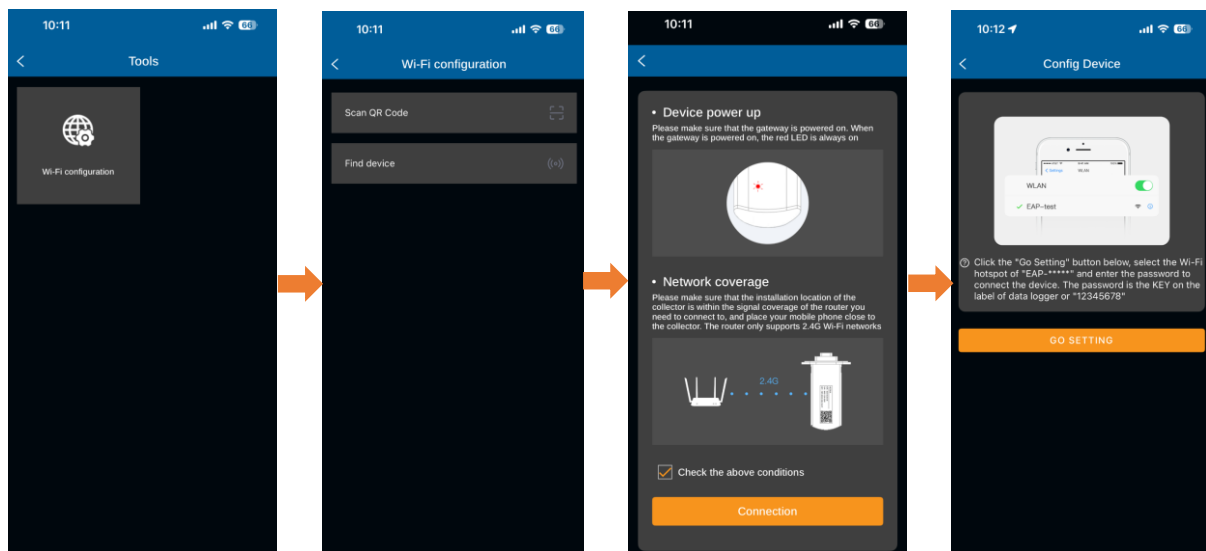 10:11
66
Tools
Wi-Fi configuration
10:11
66
Wi-Fi configuration
Scan QR Code
Find device
10:11
66
• Device power up
Please make sure that the gateway is powered on. When
the gateway is powered on, the red LED is always on
• Network coverage
Please make sure that the installation location of the
collector is within the signal coverage of the router you
need to connect to, and place your mobile phone close to
the collector. The router only supports 2.4G Wi-Fi networks
2.4G
Check the above conditions
Connection
10:12
66
Config Device
Settings
WLAN
WLAN
EAP-test
Click the "Go Setting" button below, select the Wi-Fi
hotspot of "EAP-*****" and enter the password to
connect the device. The password is the KEY on the
label of data logger or "12345678"
GO SETTING